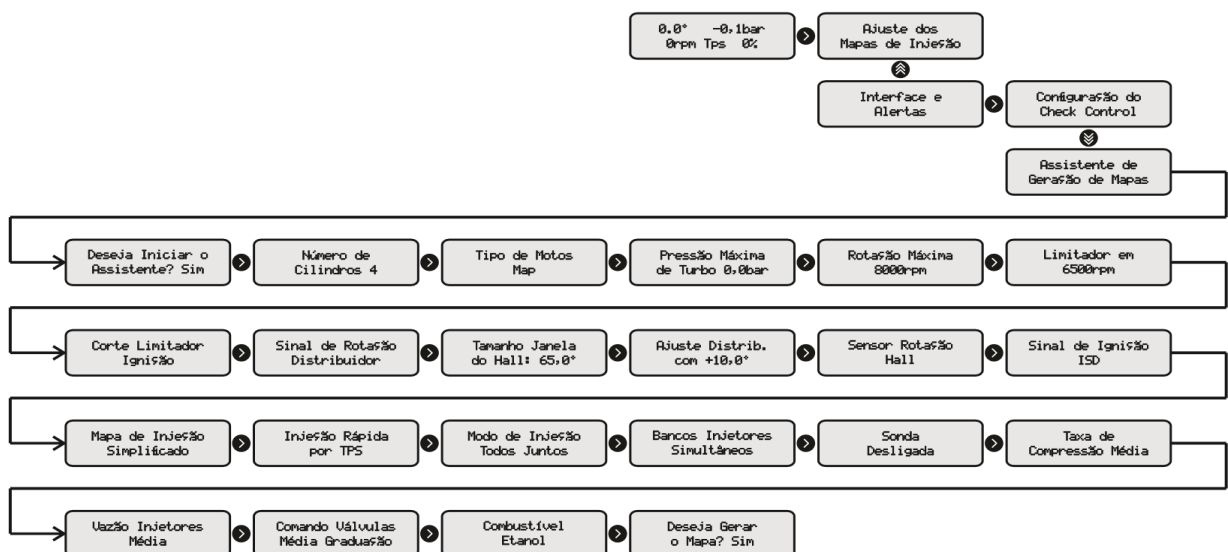 0.0° -0,1bar
0rpm Tps 0%
Ajuste dos
Mapas de Injeção
Interface e
Alertas
Configuração do
Check Control
Assistente de
Geração de Mapas
Deseja Iniciar o
Assistente? Sim
Número de
Cilindros 4
Tipo de Motos
Map
Pressão Máxima
de Turbo 0,0bar
Rotação Máxima
8000rpm
Limitador em
6500rpm
Corte Limitador
Ignição
Sinal de Rotação
Distribuidor
Tamanho Janela
do Hall: 65,0°
Ajuste Distrib.
com +10,0°
Sensor Rotação
Hall
Sinal de Ignição
ISD
Mapa de Injeção
Simplificado
Injeção Rápida
por TPS
Modo de Injeção
Todos Juntos
Bancos Injetores
Simultâneos
Sonda
Desligada
Taxa de
Compressão Média
Vazão Injetores
Média
Comando Válvulas
Média Graduação
Combustível
Etanol
Deseja Gerar
o Mapa? Sim